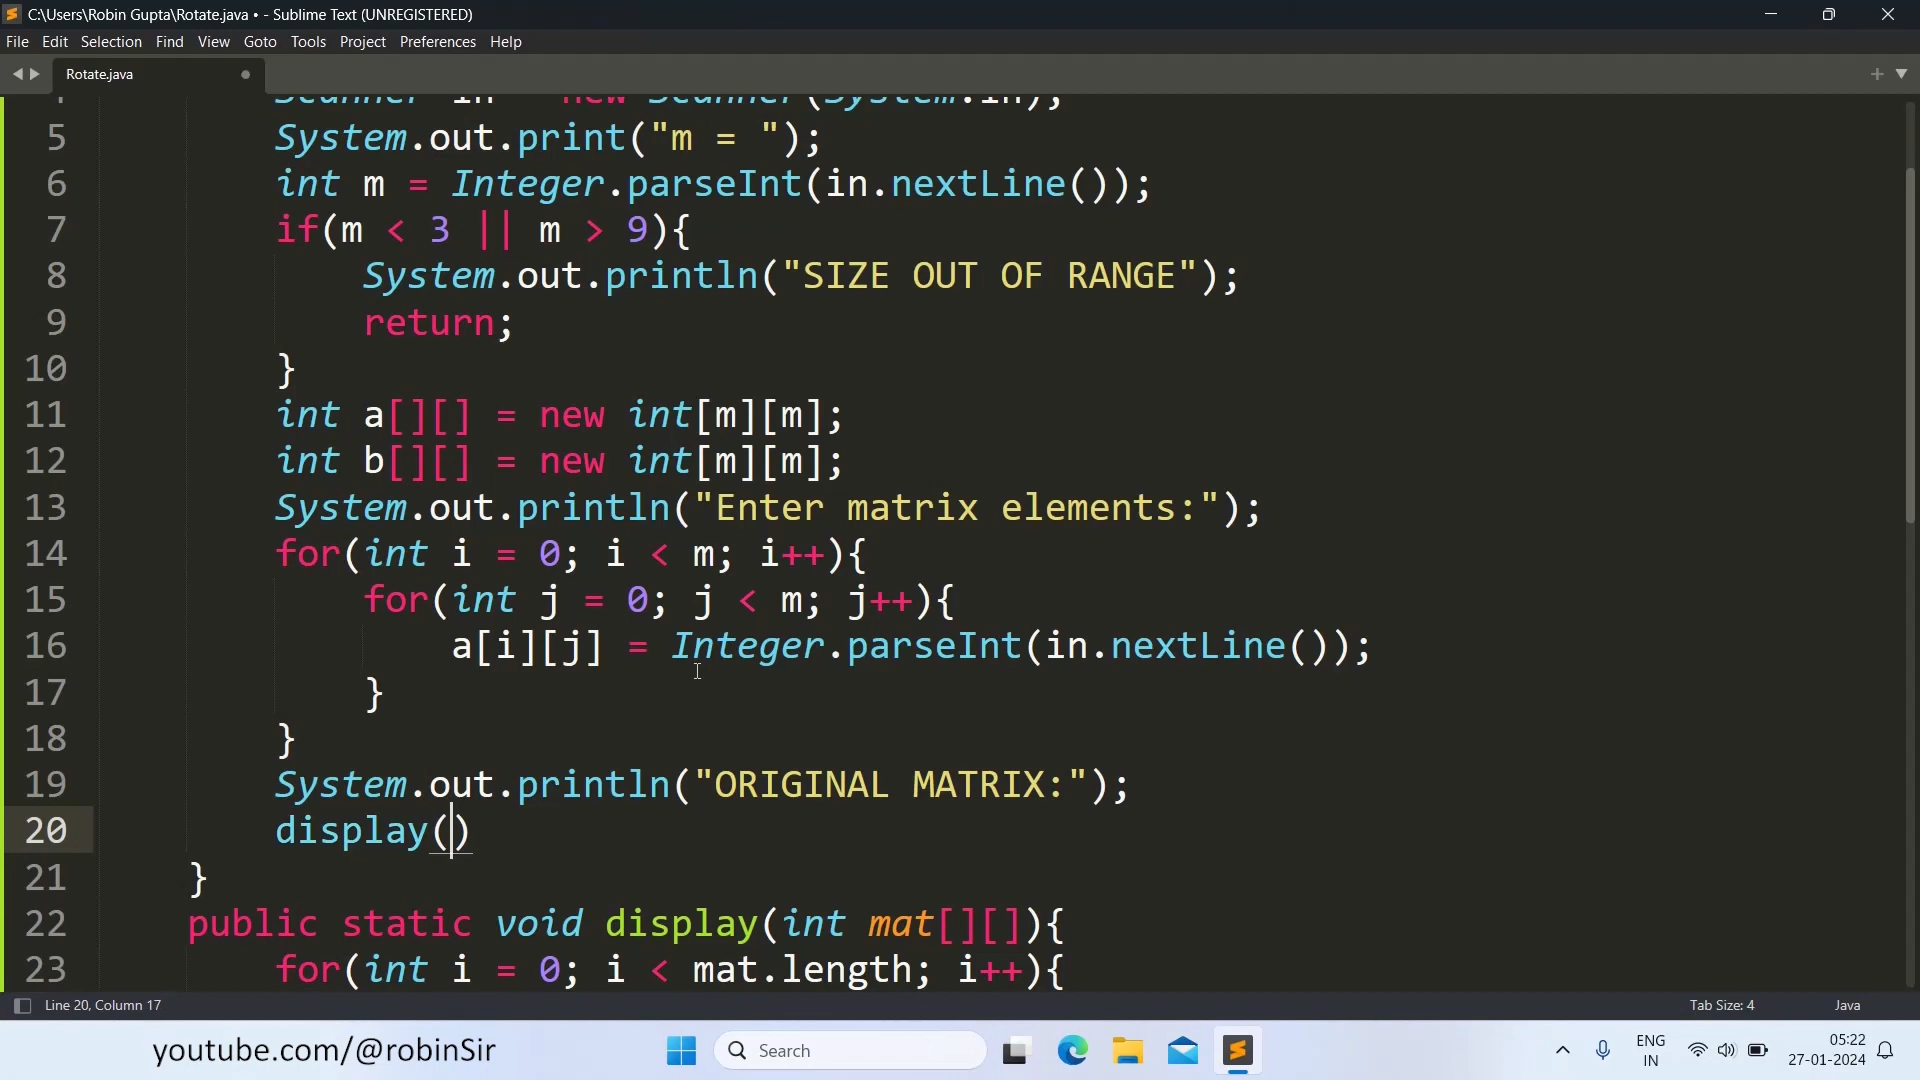 C:\Users\Robin Gupta\Rotate.java • - Sublime Text (UNREGISTERED)
File Edit Selection Find View Goto Tools Project Preferences Help
Rotate.java
Scanner in = new Scanner(System.in);
5 System.out.print("m = ");
6 int m = Integer.parseInt(in.nextLine());
7 if(m < 3 || m > 9){
8 System.out.println("SIZE OUT OF RANGE");
9 return;
10 }
11 int a[][] = new int[m][m];
12 int b[][] = new int[m][m];
13 System.out.println("Enter matrix elements:");
14 for(int i = 0; i < m; i++){
15 for(int j = 0; j < m; j++){
16 a[i][j] = Integer.parseInt(in.nextLine());
17 }
18 }
19 System.out.println("ORIGINAL MATRIX:");
20 display()
21 }
22 public static void display(int mat[][]){
23 for(int i = 0; i < mat.length; i++){
Line 20, Column 17 Tab Size: 4 Java
youtube.com/@robinSir Search ENG IN 05:22 27-01-2024